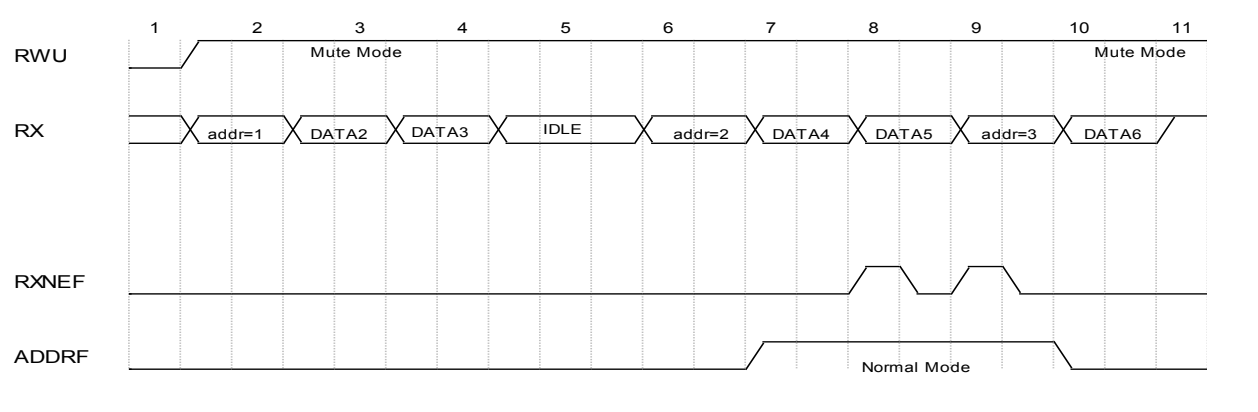 1 2 3 4 5 6 7 8 9 10 11
RWU Mute Mode Mute Mode
RX addr=1 DATA2 DATA3 IDLE addr=2 DATA4 DATA5 addr=3 DATA6
RXNEF
ADDRF Normal Mode